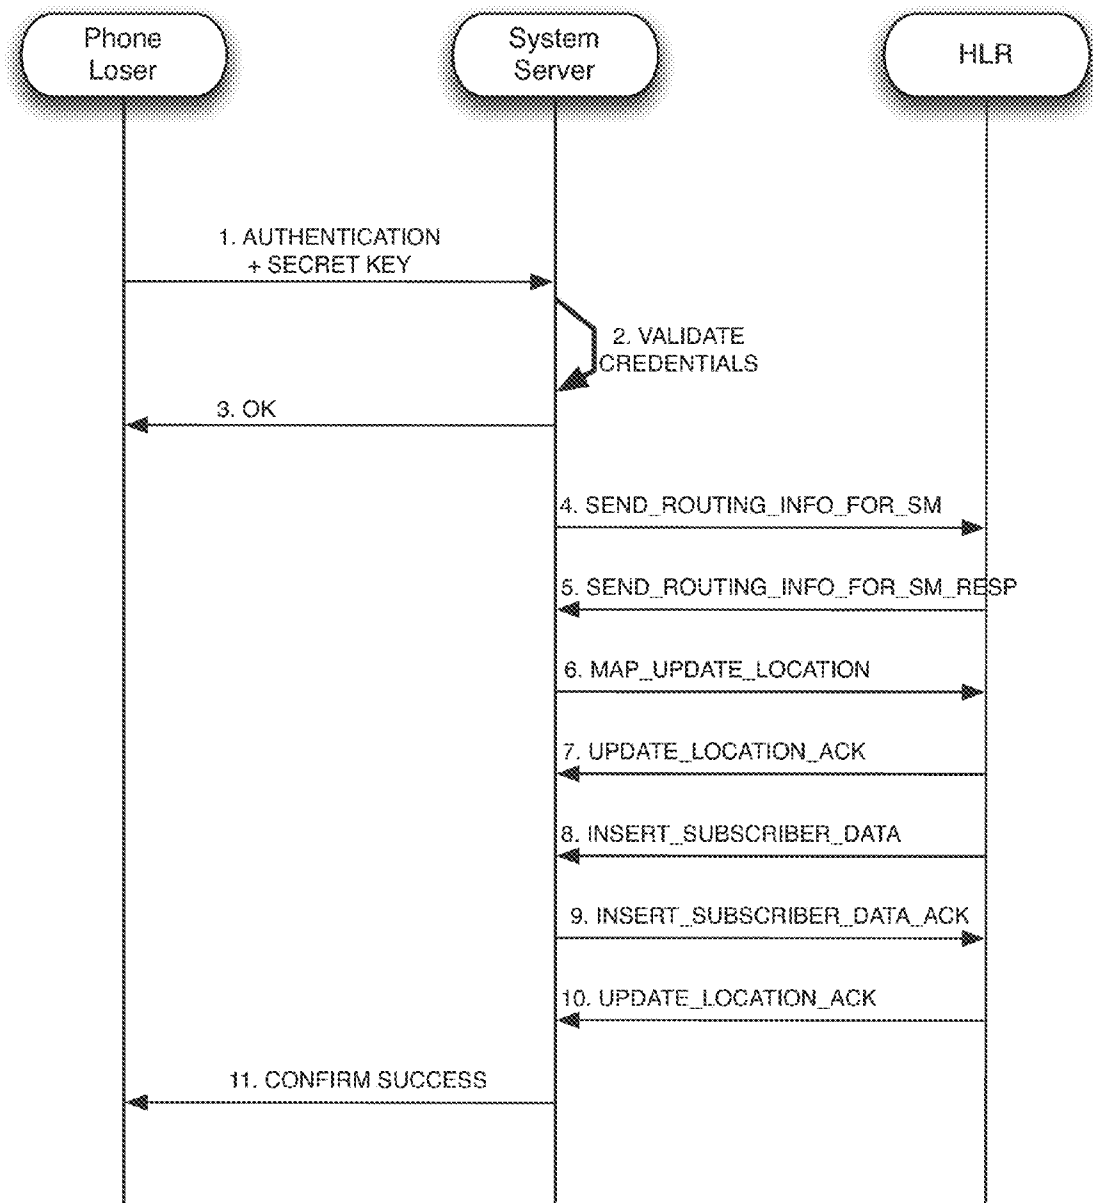 Phone
Loser
System
Server
HLR
1. AUTHENTICATION
+ SECRET KEY
2. VALIDATE
CREDENTIALS
3. OK
4. SEND_ROUTING_INFO_FOR_SM
5. SEND_ROUTING_INFO_FOR_SM_RESP
6. MAP_UPDATE_LOCATION
7. UPDATE_LOCATION_ACK
8. INSERT_SUBSCRIBER_DATA
9. INSERT_SUBSCRIBER_DATA_ACK
10. UPDATE_LOCATION_ACK
11. CONFIRM SUCCESS